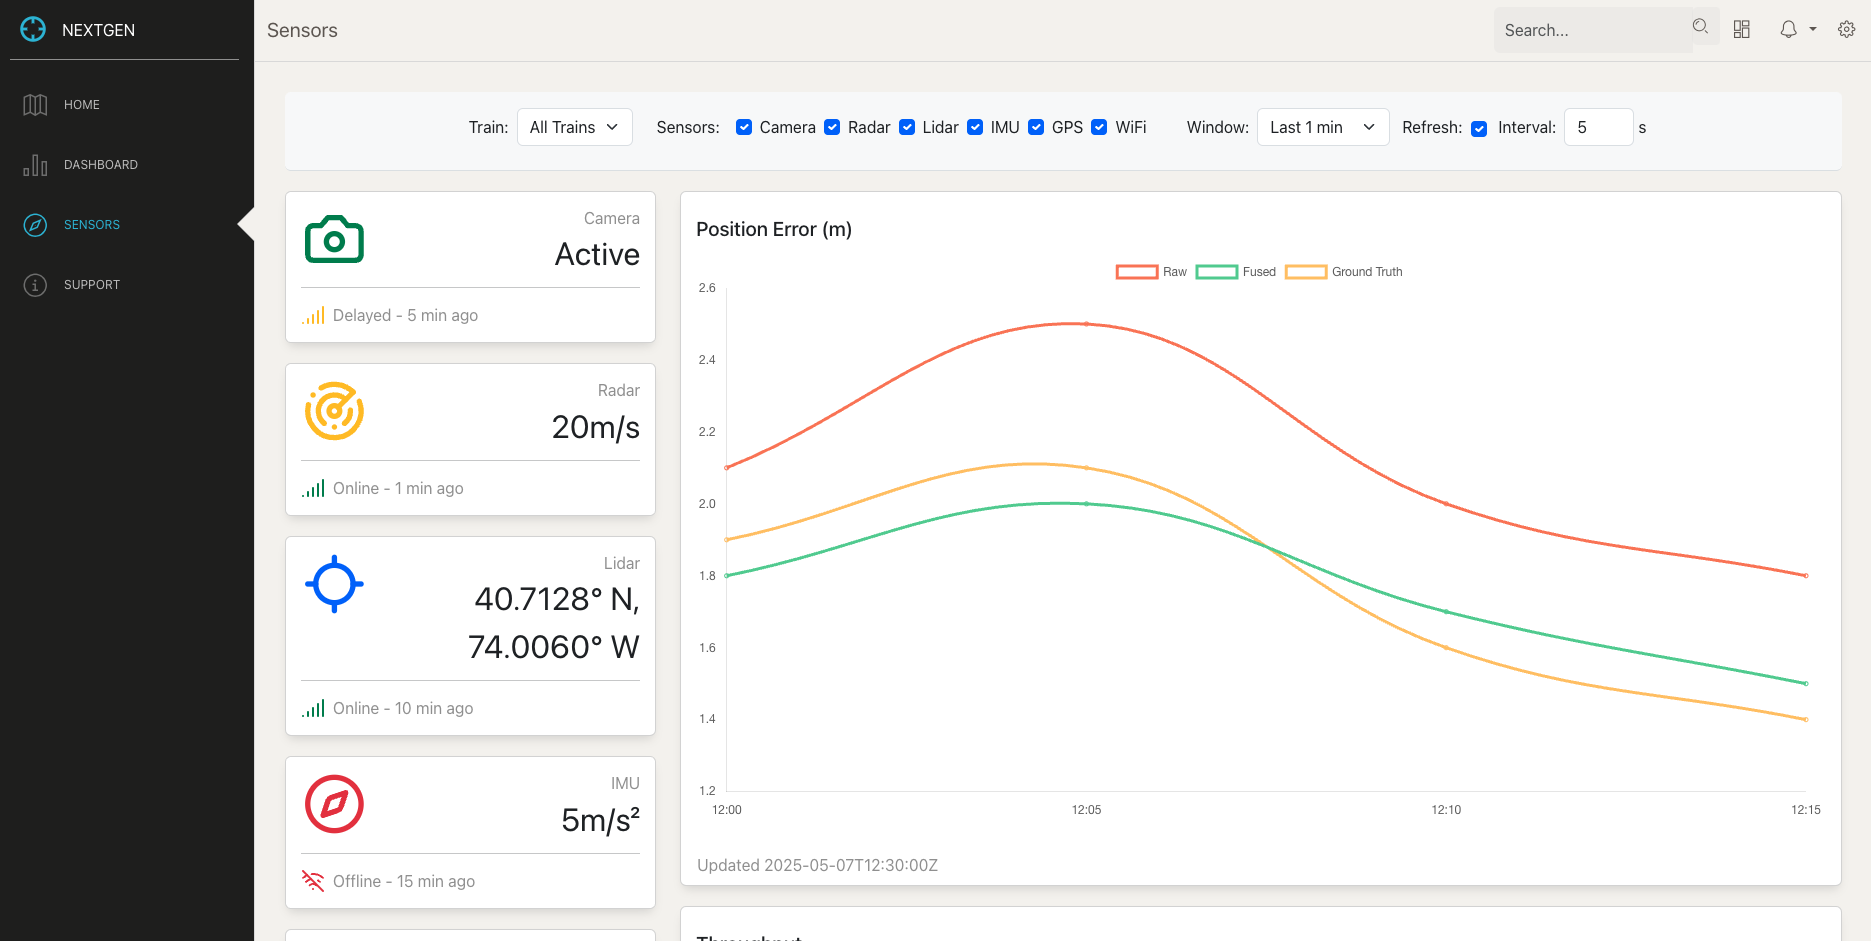 NEXTGEN
Sensors
Search...
HOME
DASHBOARD
SENSORS
SUPPORT
Train: All Trains Sensors: Camera Radar Lidar IMU GPS WiFi Window: Last 1 min Refresh: Interval: 5 s
Camera
Active
Delayed - 5 min ago
Radar
20m/s
Online - 1 min ago
Lidar
40.7128° N,
74.0060° W
Online - 10 min ago
IMU
5m/s²
Offline - 15 min ago
Position Error (m)
Raw Fused Ground Truth
2.6
2.4
2.2
2.0
1.8
1.6
1.4
1.2
12:00 12:05 12:10 12:15
Updated 2025-05-07T12:30:00Z
Throughput